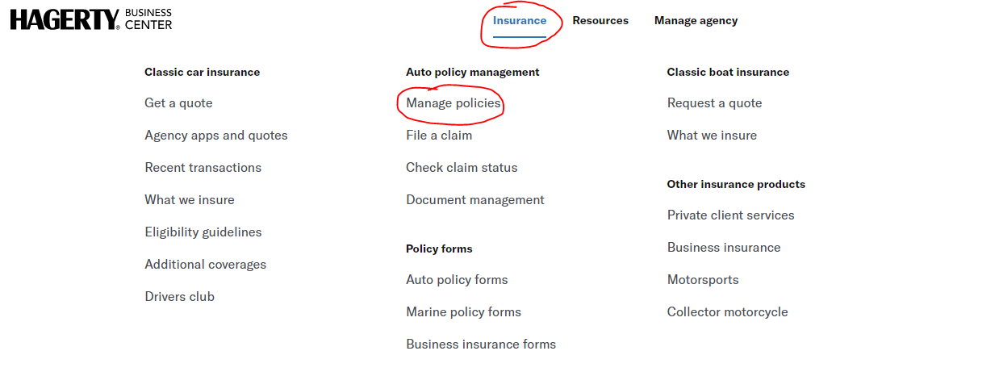 HAGERTY® BUSINESS CENTER
Insurance
Resources
Manage agency
Classic car insurance
Get a quote
Agency apps and quotes
Recent transactions
What we insure
Eligibility guidelines
Additional coverages
Drivers club
Auto policy management
Manage policies
File a claim
Check claim status
Document management
Policy forms
Auto policy forms
Marine policy forms
Business insurance forms
Classic boat insurance
Request a quote
What we insure
Other insurance products
Private client services
Business insurance
Motorsports
Collector motorcycle